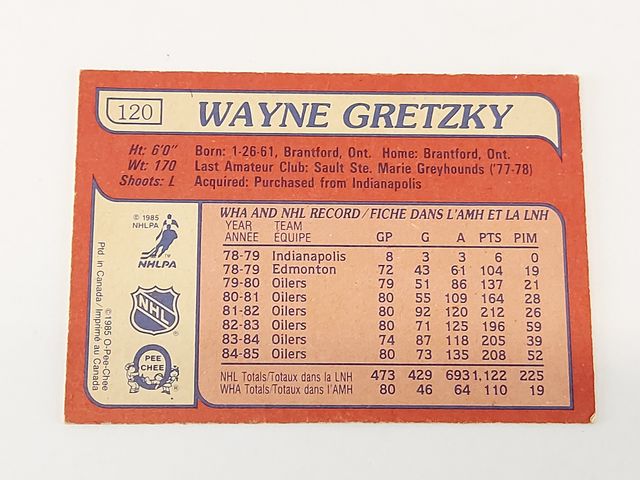 120 WAYNE GRETZKY
Ht: 6'0" Born: 1-26-61, Brantford, Ont. Home: Brantford, Ont.
Wt: 170 Last Amateur Club: Sault Ste. Marie Greyhounds ('77-78)
Shoots: L Acquired: Purchased from Indianapolis
© 1985
NHLPA
TM
NHLPA
NHL
PEE
CHEE
©1985 O-Pee-Chee
Ptd. in Canada/Imprimé au Canada
WHA AND NHL RECORD/FICHE DANS L'AMH ET LA LNH
YEAR TEAM
ANNÉE ÉQUIPE GP G A PTS PIM
78-79 Indianapolis 8 3 3 6 0
78-79 Edmonton 72 43 61 104 19
79-80 Oilers 79 51 86 137 21
80-81 Oilers 80 55 109 164 28
81-82 Oilers 80 92 120 212 26
82-83 Oilers 80 71 125 196 59
83-84 Oilers 74 87 118 205 39
84-85 Oilers 80 73 135 208 52
NHL Totals/Totaux dans la LNH 473 429 693 1,122 225
WHA Totals/Totaux dans l'AMH 80 46 64 110 19